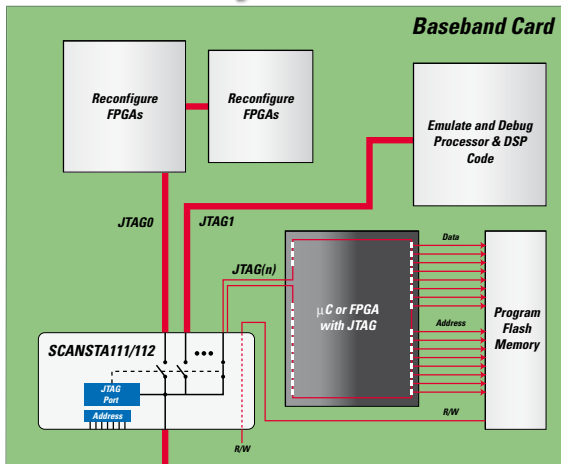 Baseband Card
Reconfigure
FPGAs
Reconfigure
FPGAs
Emulate and Debug
Processor & DSP
Code
JTAG0
JTAG1
JTAG(n)
Data
µC or FPGA
with JTAG
Address
Program
Flash
Memory
SCANSTA111/112
JTAG
Port
Address
R/W
R/W